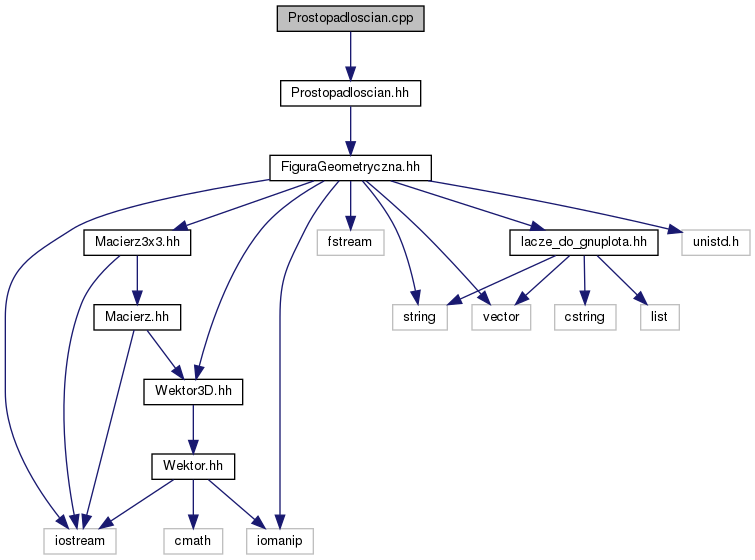 Prostopadloscian.cpp
Prostopadloscian.hh
FiguraGeometryczna.hh
Macierz3x3.hh
fstream
lacze_do_gnuplota.hh
unistd.h
Macierz.hh
string
vector
cstring
list
Wektor3D.hh
Wektor.hh
iostream
cmath
iomanip